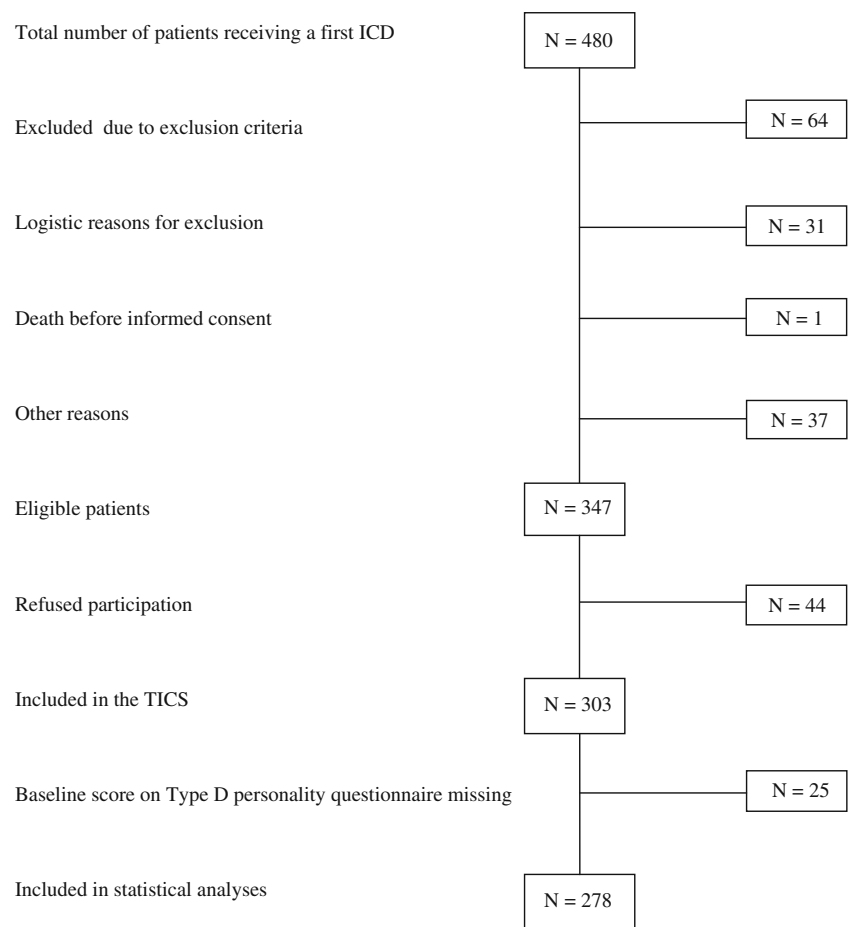 Total number of patients receiving a first ICD
N = 480
Excluded due to exclusion criteria
N = 64
Logistic reasons for exclusion
N = 31
Death before informed consent
N = 1
Other reasons
N = 37
Eligible patients
N = 347
Refused participation
N = 44
Included in the TICS
N = 303
Baseline score on Type D personality questionnaire missing
N = 25
Included in statistical analyses
N = 278